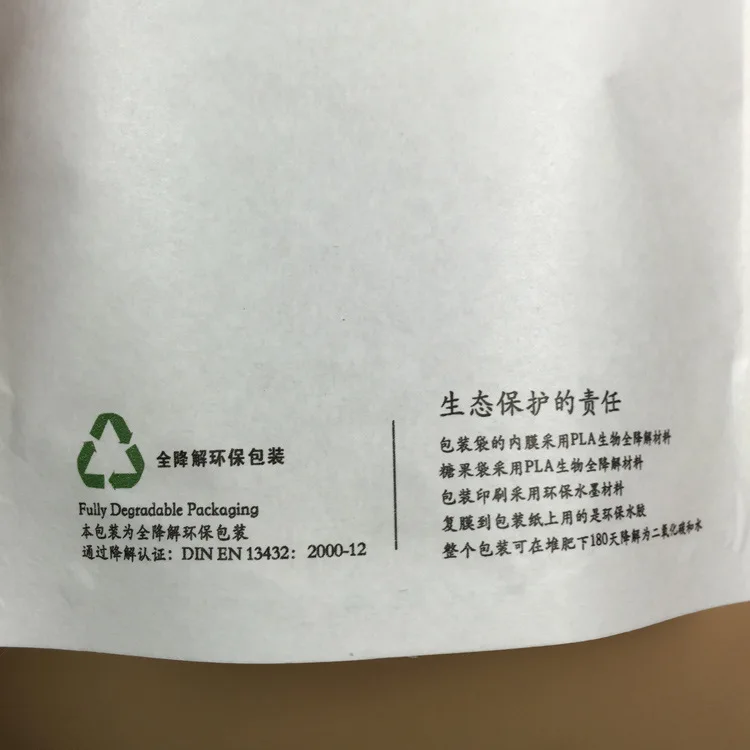 全降解环保包装
Fully Degradable Packaging
本包装为全降解环保包装
通过降解认证：DIN EN 13432：2000-12
生态保护的责任
包装袋的内膜采用PLA生物全降解材料
糖果袋采用PLA生物全降解材料
包装印刷采用环保水墨材料
复膜到包装纸上用的是环保水胶
整个包装可在堆肥下180天降解为二氧化碳和水